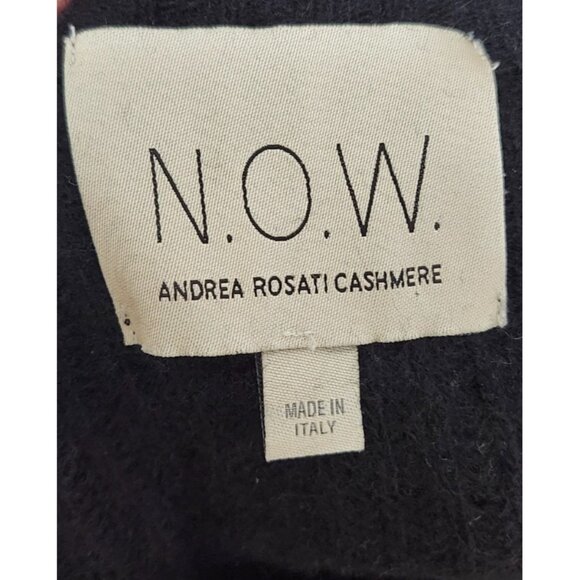 N.O.W.
ANDREA ROSATI CASHMERE
MADE IN
ITALY